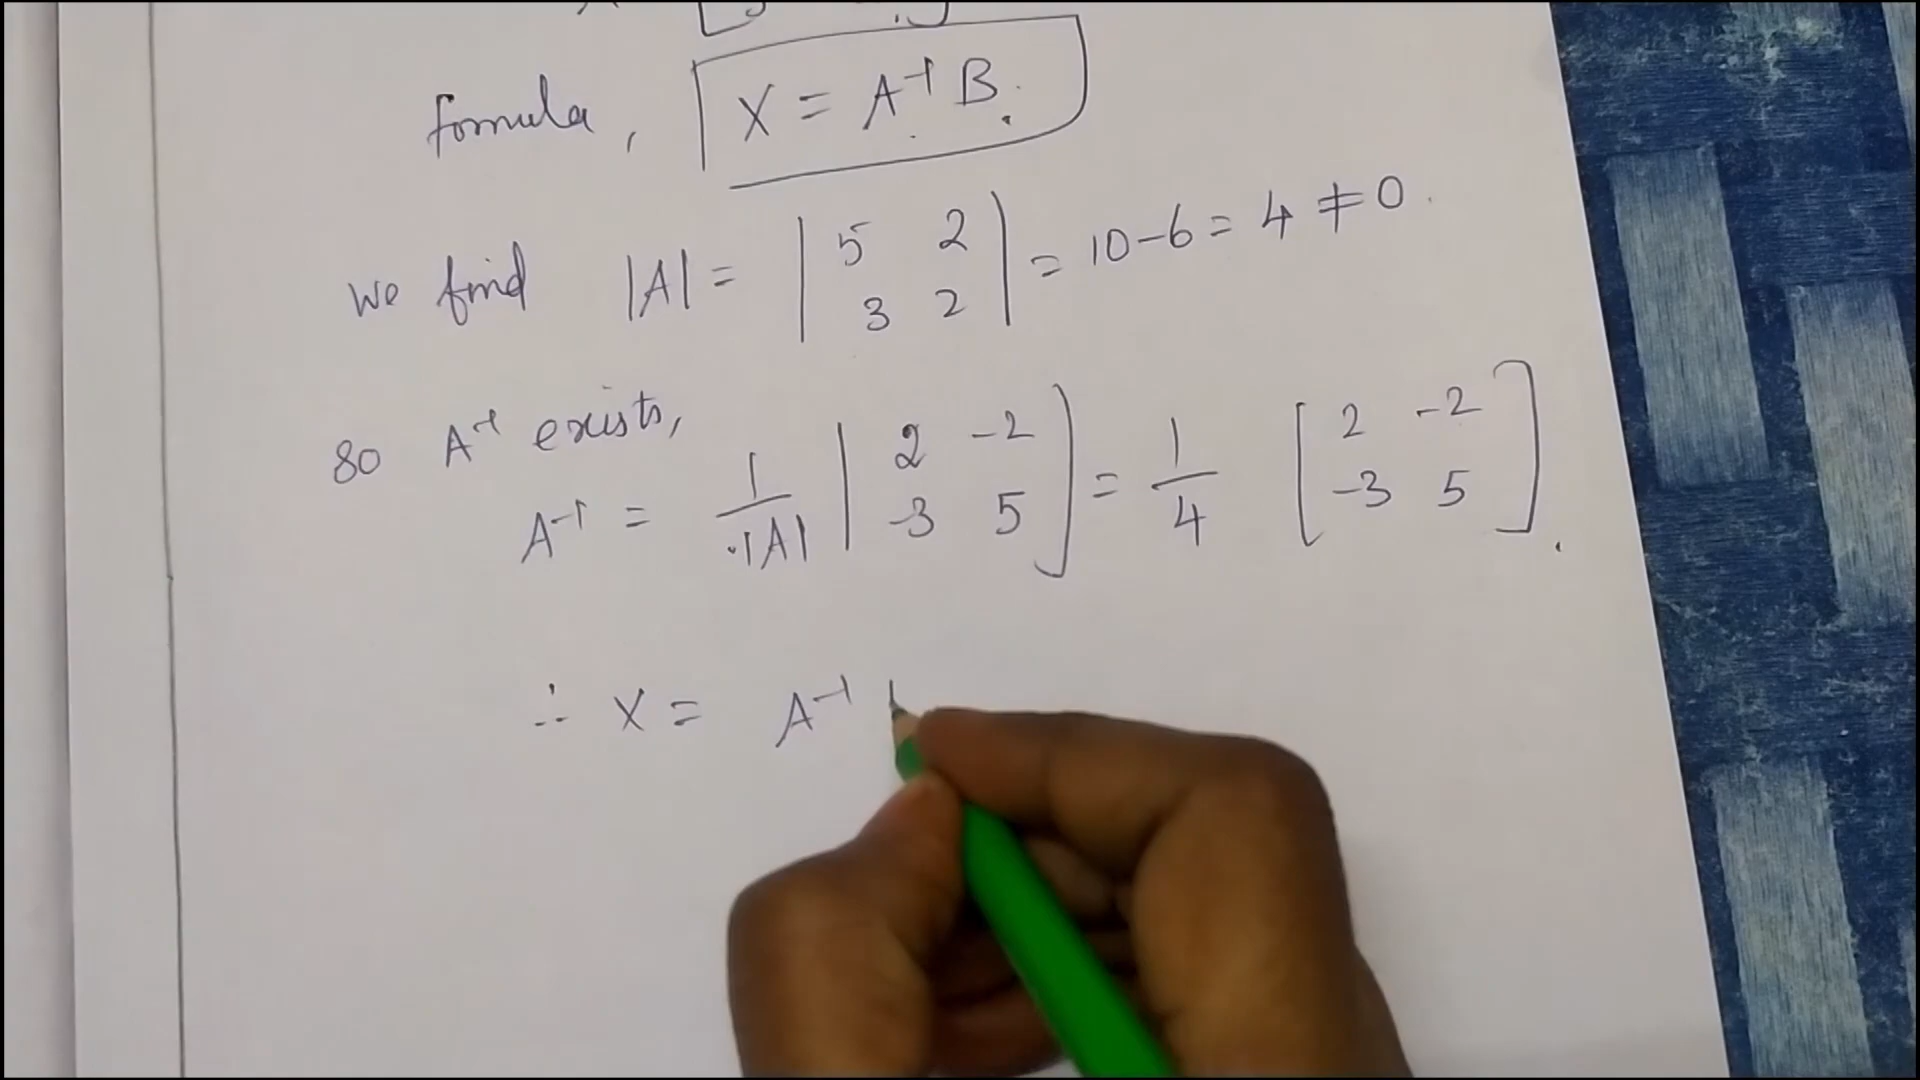 formula, X = A⁻¹ B.
We find |A| = | 5 2 3 2 | = 10-6 = 4 ≠ 0.
So A⁻¹ exists,
A⁻¹ = 1/|A| | 2 -2 -3 5 ] = 1/4 [ 2 -2 -3 5 ].
∴ X = A⁻¹